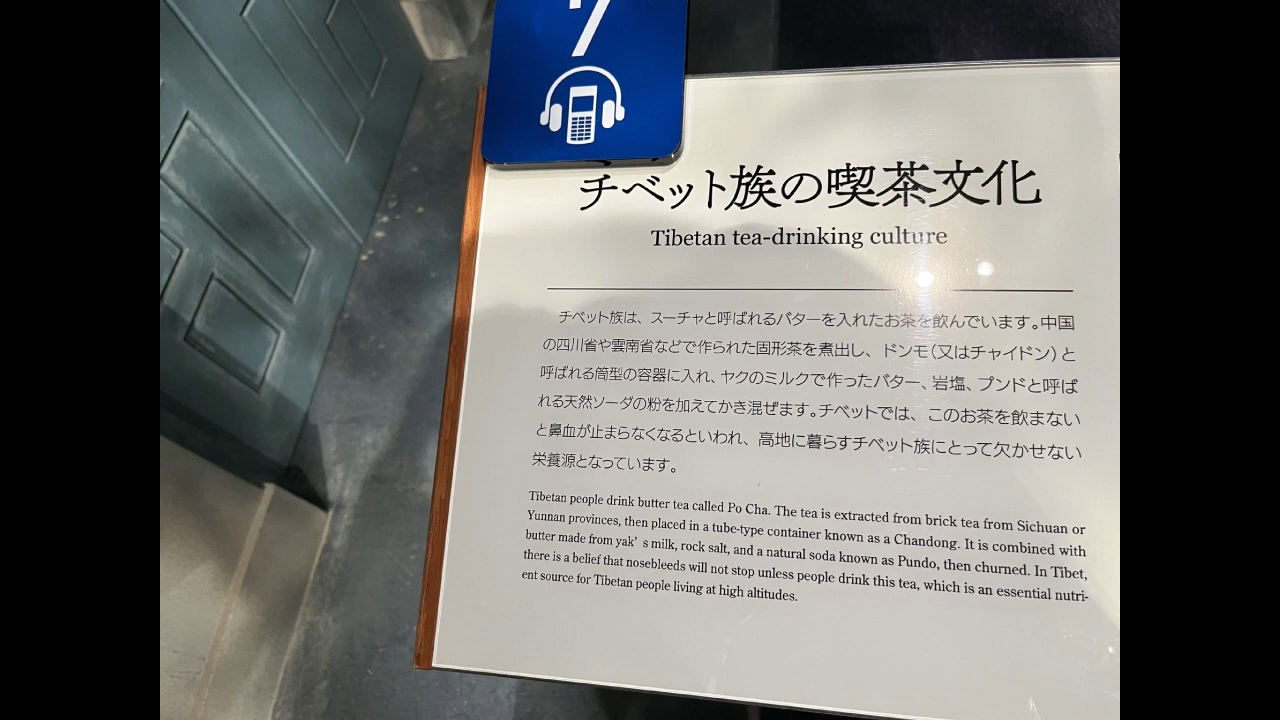 7
チベット族の喫茶文化
Tibetan tea-drinking culture
チベット族は、スーチャと呼ばれるバターを入れたお茶を飲んでいます。中国
の四川省や雲南省などで作られた固形茶を煮出し、ドンモ（又はチャイドン）と
呼ばれる筒型の容器に入れ、ヤクのミルクで作ったバター、岩塩、プンドと呼ば
れる天然ソーダの粉を加えてかき混ぜます。チベットでは、このお茶を飲まない
と鼻血が止まらなくなるといわれ、高地に暮らすチベット族にとって欠かせない
栄養源となっています。
Tibetan people drink butter tea called Po Cha. The tea is extracted from brick tea from Sichuan or
Yunnan provinces, then placed in a tube-type container known as a Chandong. It is combined with
butter made from yak’s milk, rock salt, and a natural soda known as Pundo, then churned. In Tibet,
there is a belief that nosebleeds will not stop unless people drink this tea, which is an essential nutri-
ent source for Tibetan people living at high altitudes.